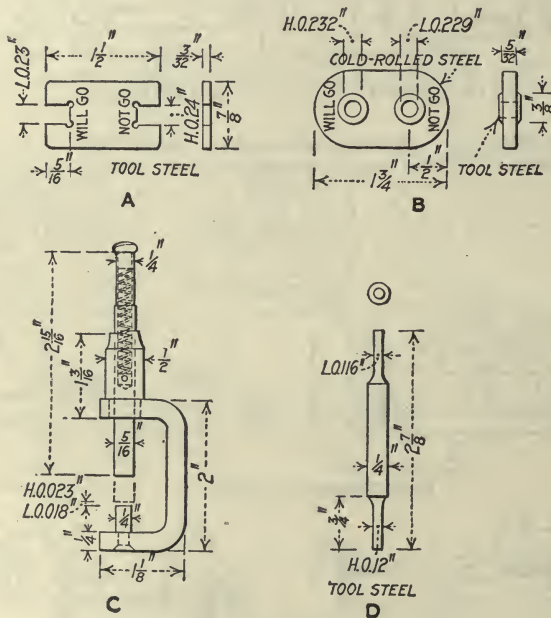 L.0.23"
1 1/2"
3/32"
WILL GO
NOT GO
H.0.24"
7/8"
5/16"
TOOL STEEL
A
H.0.232"
L.0.229"
COLD-ROLLED STEEL
WILL GO
NOT GO
5/32"
3/8"
1/2"
1 3/4"
TOOL STEEL
B
1/4"
2 15/16"
1 3/16"
1/2"
5/16"
2"
H.0.023"
L.0.018"
1/4"
1/4"
1 1/8"
C
L.0.116"
2 7/8"
1/4"
3/4"
H.0.12"
TOOL STEEL
D